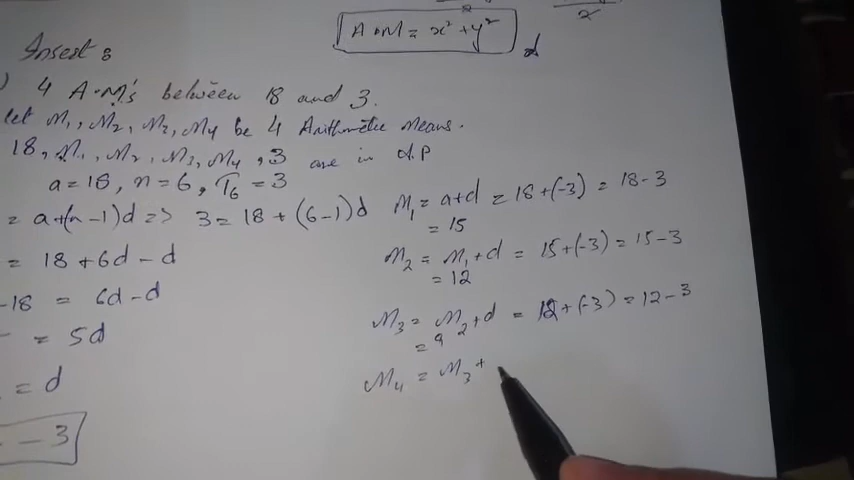 A.M = x² + y²
Insert :
) 4 A.M's between 18 and 3.
let M₁, M₂, M₃, M₄ be 4 Arithmetic Means.
18, M₁, M₂, M₃, M₄, 3 are in A.P
a = 18, n = 6, T₆ = 3
= a+(n-1)d => 3 = 18 + (6-1)d
= 18 + 6d - d
-18 = 6d - d
= 5d
= d
- 3
M₁ = a+d = 18+(-3) = 18-3
= 15
M₂ = M₁+d = 15+(-3) = 15-3
= 12
M₃ = M₂+d = 12+(-3) = 12-3
= 9
M₄ = M₃+